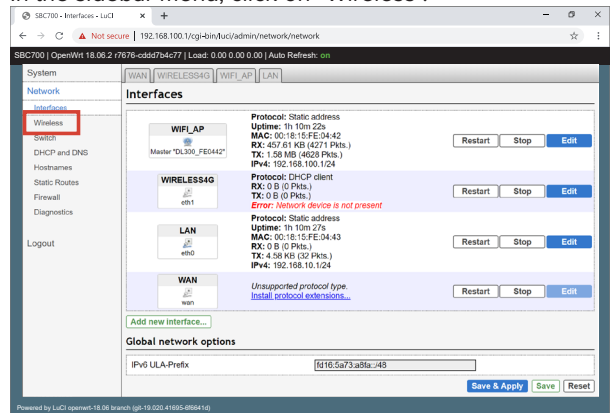 In the sidebar menu, click on "Wireless".
SBC700 - Interfaces - LuCI
Not secure | 192.168.100.1/cgi-bin/luci/admin/network/network
SBC700 | OpenWrt 18.06.2 r7676-cddd7b4c77 | Load: 0.00 0.00 0.00 | Auto Refresh: on
System
Network
Interfaces
Wireless
Switch
DHCP and DNS
Hostnames
Static Routes
Firewall
Diagnostics
Logout
WAN WIRELESS4G WIFI_AP LAN
Interfaces
WIFI_AP
Master "DL300_FE0442"
Protocol: Static address
Uptime: 1h 10m 22s
MAC: 00:18:15:FE:04:42
RX: 457.61 KB (4271 Pkts.)
TX: 1.58 MB (4628 Pkts.)
IPv4: 192.168.100.1/24
Restart Stop Edit
WIRELESS4G
eth1
Protocol: DHCP client
RX: 0 B (0 Pkts.)
TX: 0 B (0 Pkts.)
Error: Network device is not present
Restart Stop Edit
LAN
eth0
Protocol: Static address
Uptime: 1h 10m 27s
MAC: 00:18:15:FE:04:43
RX: 0 B (0 Pkts.)
TX: 4.58 KB (32 Pkts.)
IPv4: 192.168.10.1/24
Restart Stop Edit
WAN
wan
Unsupported protocol type.
Install protocol extensions...
Restart Stop Edit
Add new interface...
Global network options
IPv6 ULA-Prefix fd16:5a73:a8fa::/48
Save & Apply Save Reset
Powered by LuCI openwrt-18.06 branch (git-19.020.41695-6f6641d)